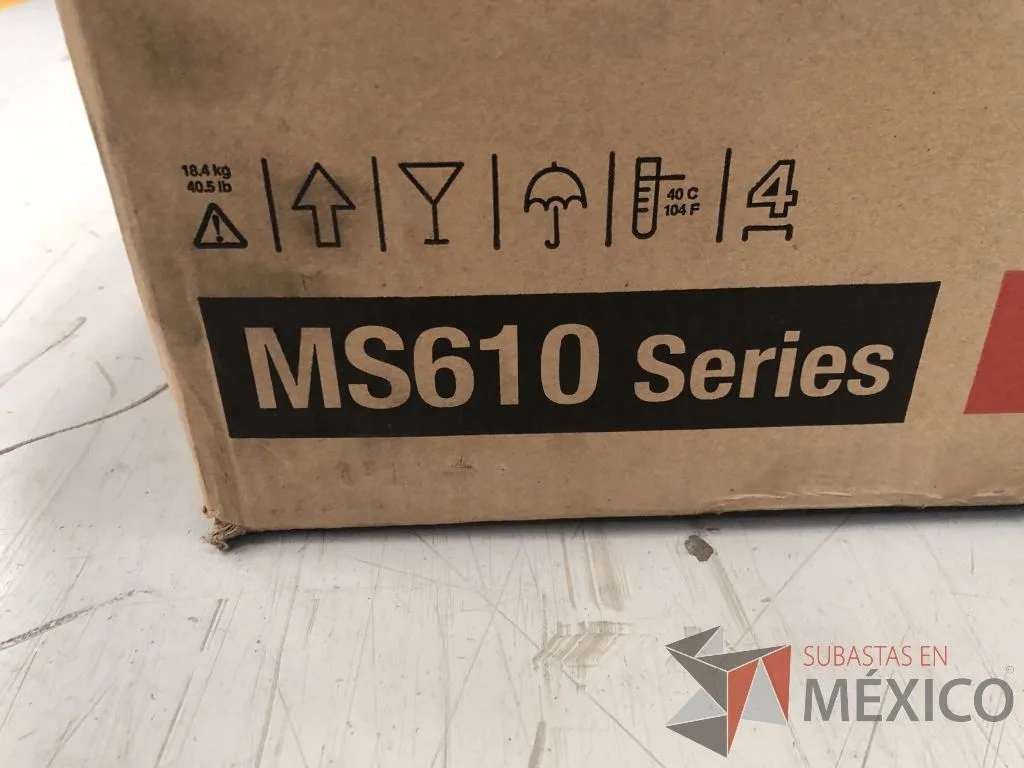 18.4 kg
40.5 lb
40 C
104 F
4
MS610 Series
SUBASTAS EN
MÉXICO®